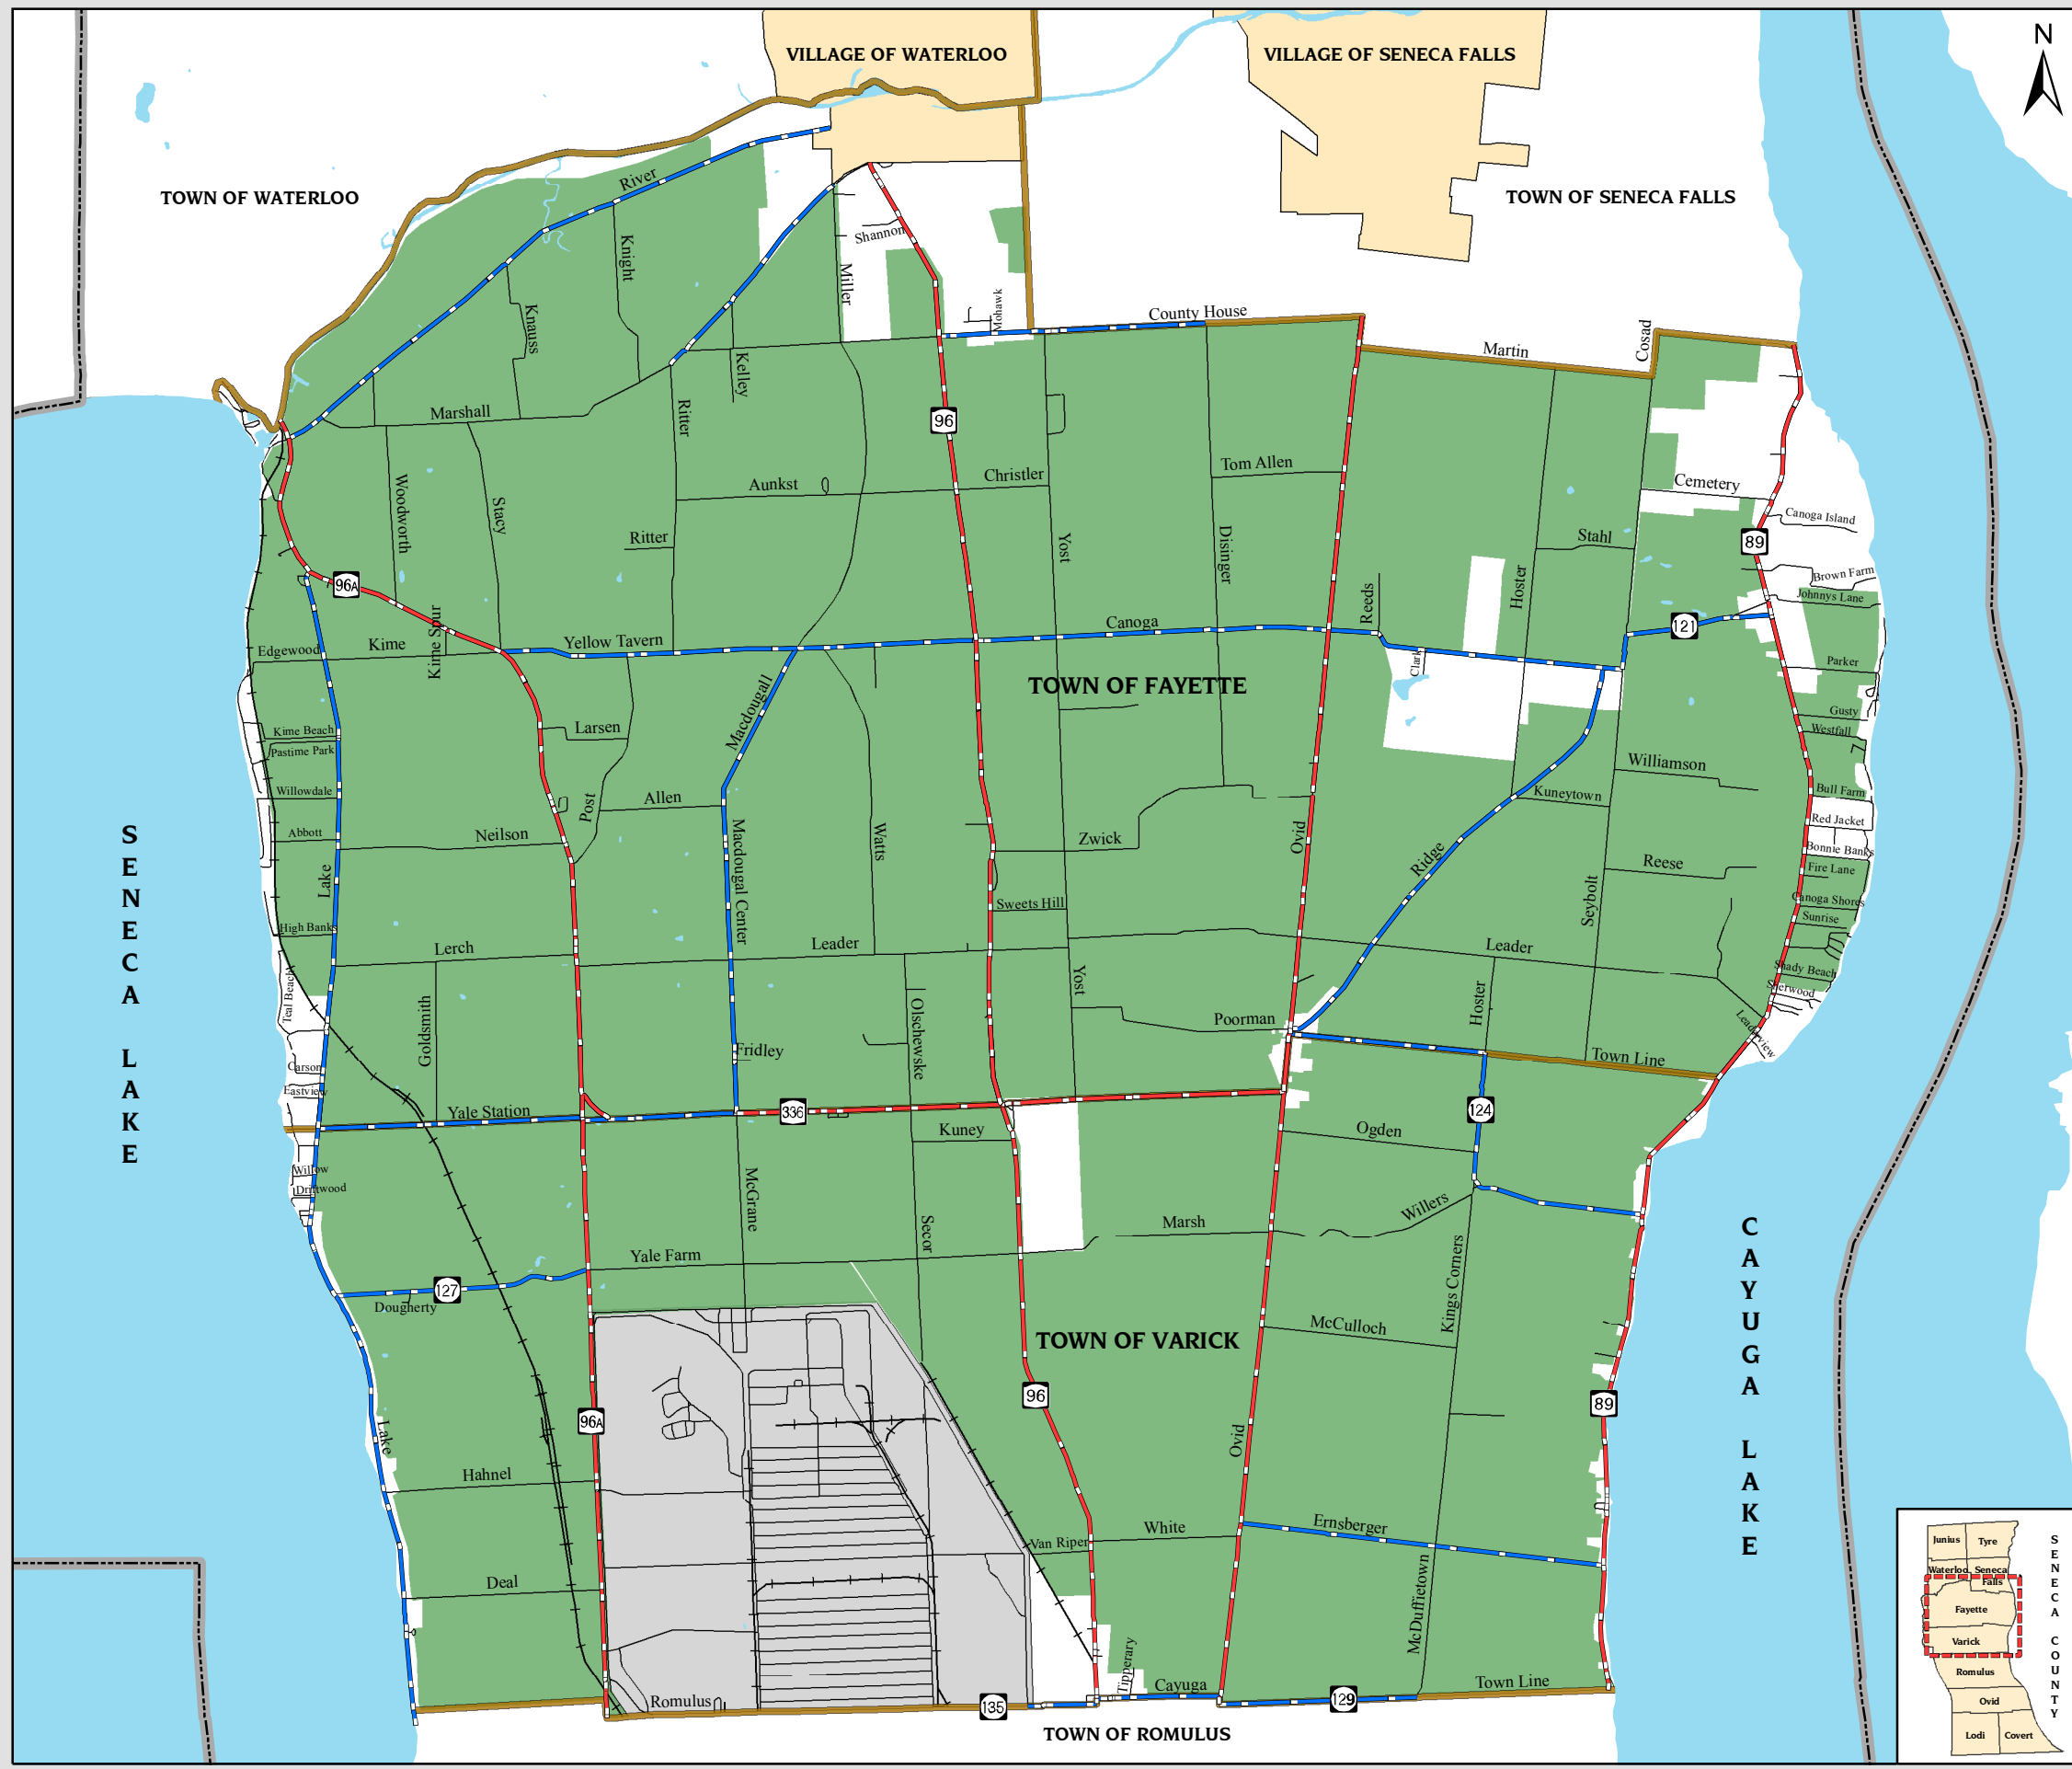 VILLAGE OF WATERLOO
VILLAGE OF SENECA FALLS
N
TOWN OF WATERLOO
TOWN OF SENECA FALLS
River
Shannon
Knight
Miller
Mohawk
County House
Knauss
Martin
Cosad
Kelley
Marshall
Ritter
96
Tom Allen
Christler
Aunkst
Cemetery
Canoga Island
Woodworth
Stacy
Ritter
Yost
Disinger
Stahl
89
Hoster
Brown Farm
Johnnys Lane
96A
Reeds
Kime Spur
Canoga
121
Edgewood
Kime
Yellow Tavern
Clark
Parker
TOWN OF FAYETTE
Macdougall
Gusty
Westfall
Kime Beach
Pastime Park
Larsen
Williamson
Willowdale
Allen
Post
Kuneytown
Bull Farm
Red Jacket
Abbott
Neilson
Macdougal Center
Watts
Zwick
Ovid
Ridge
Bonnie Banks
Reese
Fire Lane
Lake
Seybolt
Sweets Hill
Canoga Shores
Sunrise
High Bank
Lerch
Leader
Leader
Shady Beach
Sherwood
Teal Beach
Yost
Hoster
Goldsmith
Olschewske
Poorman
Leaderview
Fridley
Town Line
Carson
Eastview
Yale Station
336
124
Kuney
Ogden
Willow
Driftwood
McGrane
Secor
Marsh
Willers
Yale Farm
Kings Corners
127
Dougherty
TOWN OF VARICK
McCulloch
96
89
96A
Lake
Ovid
Hahnel
White
Ernsberger
Van Riper
Deal
McDuffietown
Tipperary
Romulus
135
Cayuga
129
Town Line
TOWN OF ROMULUS
SENECA LAKE
CAYUGA LAKE
Junius
Tyre
Waterloo
Seneca
Falls
Fayette
Varick
Romulus
Ovid
Lodi
Covert
SENECA COUNTY